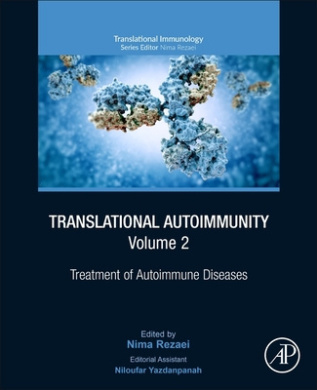 Translational Immunology
Series Editor Nima Rezaei
TRANSLATIONAL AUTOIMMUNITY
Volume 2
Treatment of Autoimmune Diseases
Edited by
Nima Rezaei
Editorial Assistant
Niloufar Yazdanpanah
AP